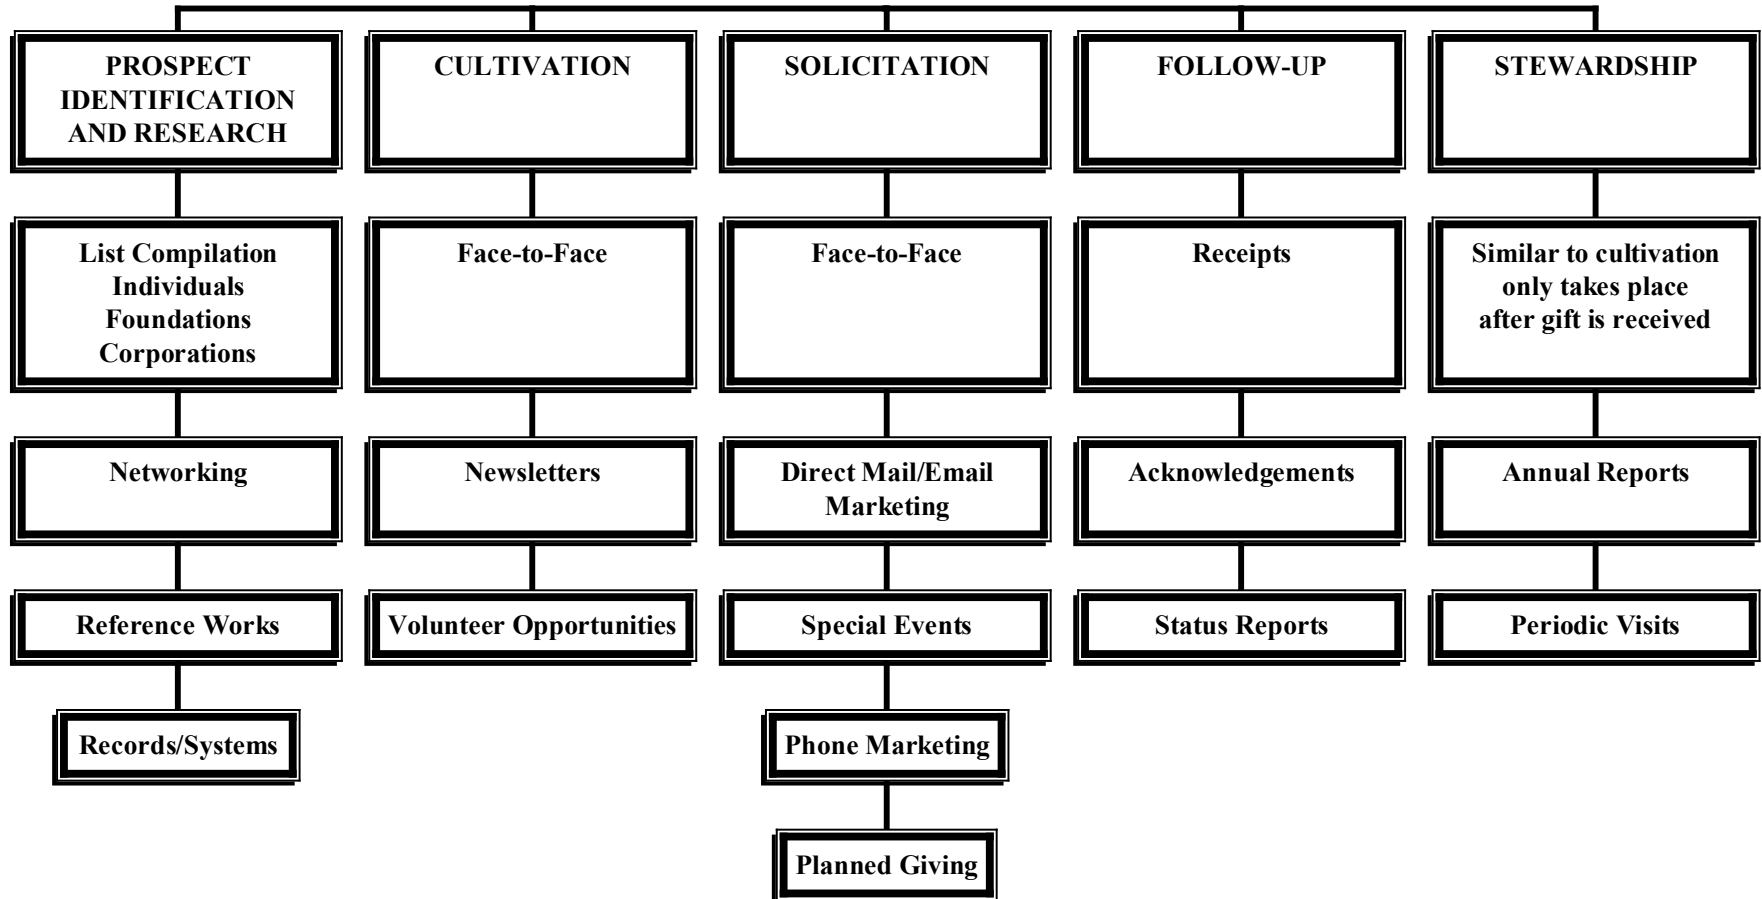 PROSPECT
IDENTIFICATION
AND RESEARCH
CULTIVATION
SOLICITATION
FOLLOW-UP
STEWARDSHIP
List Compilation
Individuals
Foundations
Corporations
Face-to-Face
Face-to-Face
Receipts
Similar to cultivation
only takes place
after gift is received
Networking
Newsletters
Direct Mail/Email
Marketing
Acknowledgements
Annual Reports
Reference Works
Volunteer Opportunities
Special Events
Status Reports
Periodic Visits
Records/Systems
Phone Marketing
Planned Giving